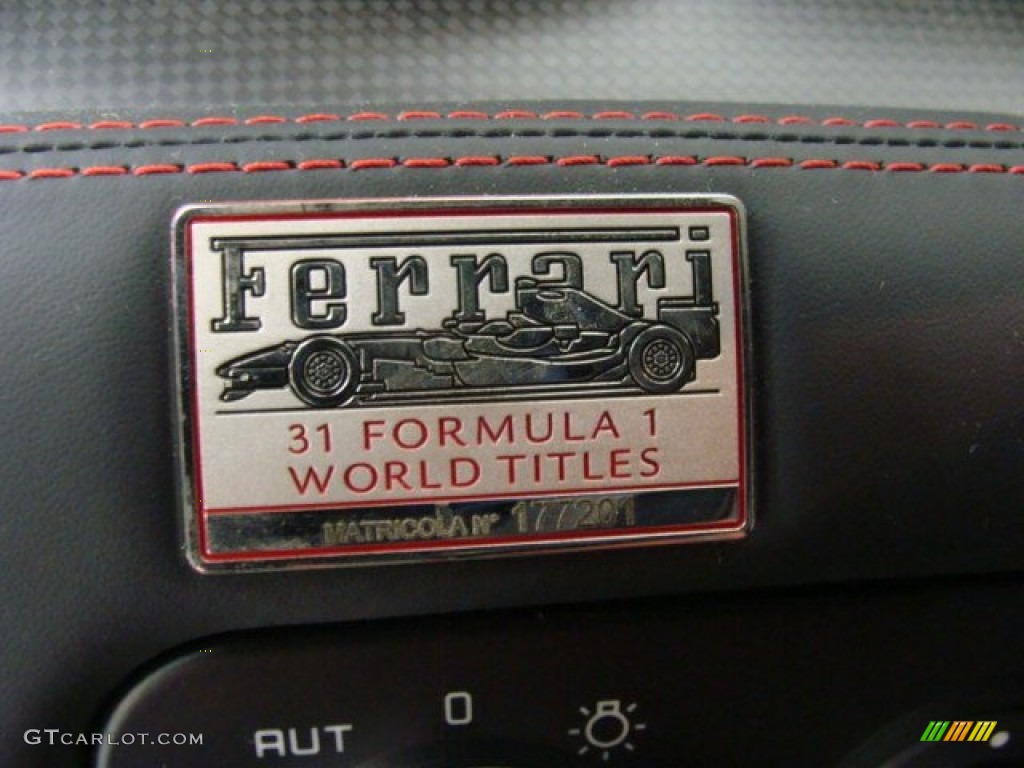 Ferrari
31 FORMULA 1
WORLD TITLES
MATRICOLA N° 177201
AUT 0
GTCARLOT.COM